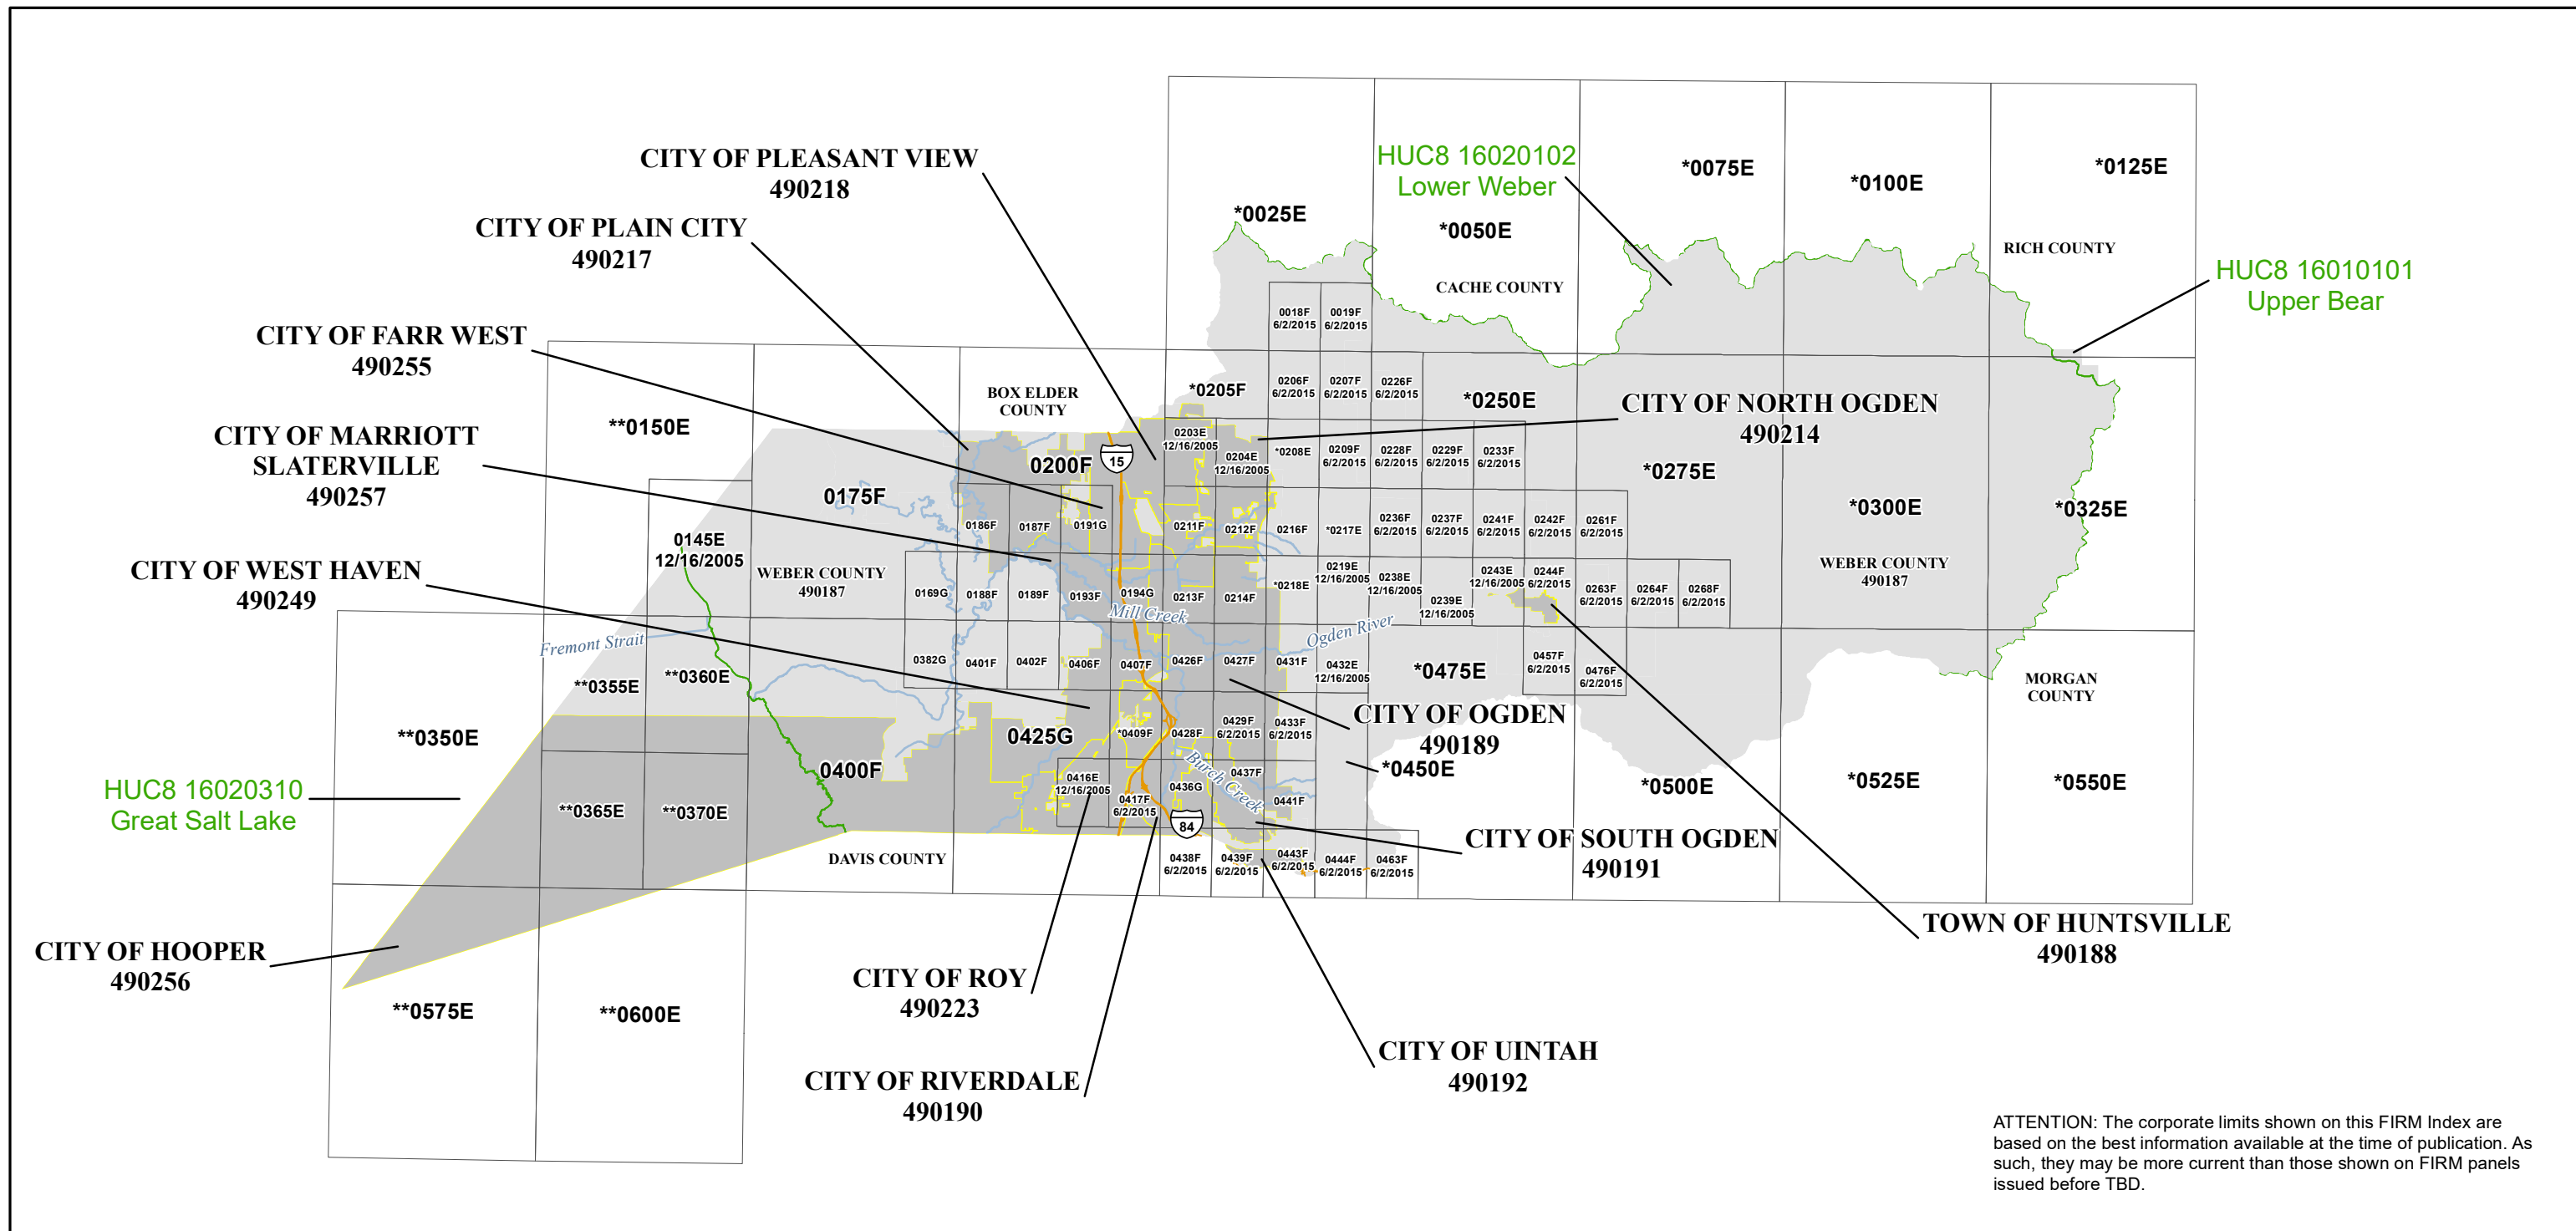 CITY OF PLEASANT VIEW
490218
CITY OF PLAIN CITY
490217
CITY OF FARR WEST
490255
CITY OF MARRIOTT
SLATERVILLE
490257
CITY OF WEST HAVEN
490249
HUC8 16020102
Lower Weber
HUC8 16010101
Upper Bear
*0025E
*0050E
*0075E
*0100E
*0125E
CACHE COUNTY
RICH COUNTY
0018F
6/2/2015
0019F
6/2/2015
BOX ELDER
COUNTY
**0150E
*0205F
0206F
6/2/2015
0207F
6/2/2015
0226F
6/2/2015
*0250E
CITY OF NORTH OGDEN
490214
0175F
0200F
15
0203E
12/16/2005
0204E
12/16/2005
*0208E
0209F
6/2/2015
0228F
6/2/2015
0229F
6/2/2015
0233F
6/2/2015
*0275E
*0300E
*0325E
0145E
12/16/2005
0186F
0187F
0191G
0211F
0212F
0216F
*0217E
0236F
6/2/2015
0237F
6/2/2015
0241F
6/2/2015
0242F
6/2/2015
0261F
6/2/2015
WEBER COUNTY
490187
WEBER COUNTY
490187
0169G
0188F
0189F
0193F
0194G
0213F
0214F
*0218E
0219E
12/16/2005
0238E
12/16/2005
0239E
12/16/2005
0243E
12/16/2005
0244F
6/2/2015
0263F
6/2/2015
0264F
6/2/2015
0268F
6/2/2015
Mill Creek
Fremont Strait
Ogden River
**0355E
**0360E
0382G
0401F
0402F
0406F
0407F
0426F
0427F
0431F
0432E
12/16/2005
*0475E
0457F
6/2/2015
0476F
6/2/2015
MORGAN
COUNTY
**0350E
0400F
0425G
*0409F
0428F
0429F
6/2/2015
0433F
6/2/2015
CITY OF OGDEN
490189
*0450E
*0500E
*0525E
*0550E
HUC8 16020310
Great Salt Lake
**0365E
**0370E
0416E
12/16/2005
0417F
6/2/2015
0436G
0437F
0441F
Burch Creek
84
DAVIS COUNTY
0438F
6/2/2015
0439F
6/2/2015
0443F
6/2/2015
0444F
6/2/2015
0463F
6/2/2015
CITY OF SOUTH OGDEN
490191
TOWN OF HUNTSVILLE
490188
CITY OF HOOPER
490256
**0575E
**0600E
CITY OF ROY
490223
CITY OF RIVERDALE
490190
CITY OF UINTAH
490192
ATTENTION: The corporate limits shown on this FIRM Index are
based on the best information available at the time of publication. As
such, they may be more current than those shown on FIRM panels
issued before TBD.